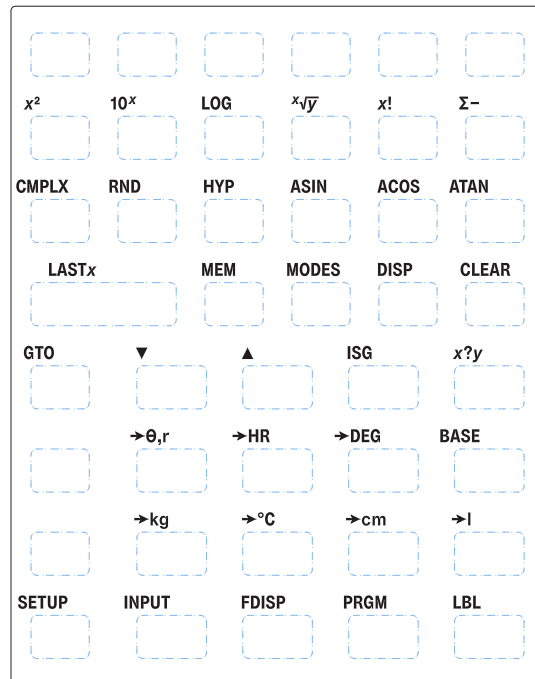 x² 10ˣ LOG ˣ√y x! Σ−
CMPLX RND HYP ASIN ACOS ATAN
LASTx MEM MODES DISP CLEAR
GTO ▼ ▲ ISG x?y
→θ,r →HR →DEG BASE
→kg →°C →cm →l
SETUP INPUT FDISP PRGM LBL